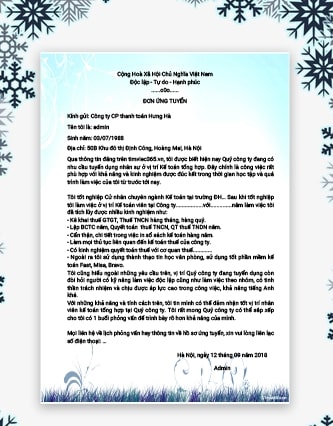 Cộng Hoà Xã Hội Chủ Nghĩa Việt Nam
Độc lập - Tự do - Hạnh phúc
......o0o......
ĐƠN ỨNG TUYỂN
Kính gửi: Công ty CP thanh toán Hưng Hà
Tên tôi là: admin
Sinh năm: 03/07/1988
Địa chỉ: 50B Khu đô thị Định Công, Hoàng Mai, Hà Nội
Qua thông tin đăng trên timviec365.vn, tôi được biết hiện nay Quý công ty đang có
nhu cầu tuyển dụng nhân sự ở vị trí Kế toán tổng hợp. Đây chính là công việc rất
phù hợp với khả năng và kinh nghiệm được đúc kết trong thời gian học tập và quá
trình làm việc của tôi từ trước tới nay.
Tôi tốt nghiệp Cử nhân chuyên ngành Kế toán tại trường ĐH... Sau khi tốt nghiệp
tôi làm việc ở vị trí Kế toán viên tại Công ty............với............năm làm việc tôi
đã tích lũy được nhiều kinh nghiệm như:
- Kê khai thuế GTGT, Thuế TNCN hàng tháng, hàng quý.
- Lập BCTC năm, Quyết toán thuế TNCN, QT thuế TNDN năm.
- Cẩn thận, chi tiết trong việc in sổ sách kế toán hàng năm.
- Làm mọi thủ tục liên quan đến kế toán thuế của công ty.
- Có kinh nghiệm quyết toán thuế với cơ quan thuế............
- Ngoài ra tôi sử dụng thành thạo tin học văn phòng, sử dụng tốt phần mềm kế
toán Fast, Misa, Bravo.
Tôi cũng hiểu ngoài những yêu cầu trên, vị trí Quý công ty đang tuyển dụng còn
đòi hỏi người có kỹ năng làm việc độc lập cũng như làm việc theo nhóm, có tinh
thần trách nhiệm và chịu được áp lực cao trong công việc, khả năng tiếng Anh
khá.
Với những khả năng và tính cách trên, tôi tin mình có thể đảm nhận tốt vị trí nhân
viên kế toán tổng hợp tại Quý công ty. Tôi rất mong Quý công ty có thể sắp xếp
cho tôi có 1 buổi phỏng vấn để trình bày rõ hơn khả năng của mình.
Mọi liên hệ về lịch phỏng vấn hay thông tin về hồ sơ ứng tuyển, xin vui lòng liên lạc
số điện thoại: ...
Hà Nội, ngày 12 tháng 09 năm 2018
Admin